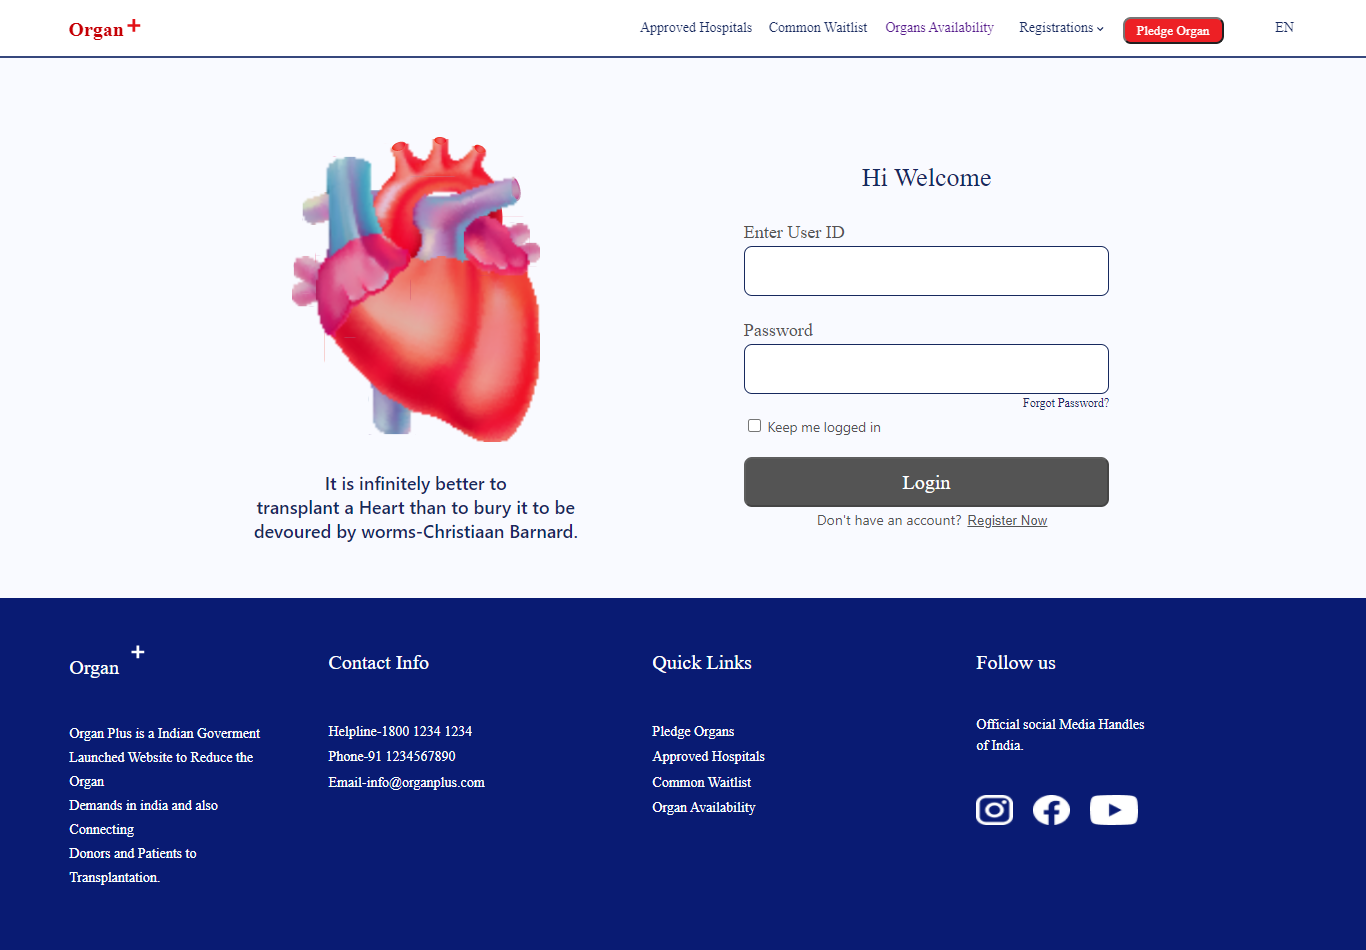 Organ+
Approved Hospitals
Common Waitlist
Organs Availability
Registrations
Pledge Organ
EN
It is infinitely better to
transplant a Heart than to bury it to be
devoured by worms-Christiaan Barnard.
Hi Welcome
Enter User ID
Password
Forgot Password?
Keep me logged in
Login
Don't have an account? Register Now
Organ +
Organ Plus is a Indian Goverment
Launched Website to Reduce the
Organ
Demands in india and also
Connecting
Donors and Patients to
Transplantation.
Contact Info
Helpline-1800 1234 1234
Phone-91 1234567890
Email-info@organplus.com
Quick Links
Pledge Organs
Approved Hospitals
Common Waitlist
Organ Availability
Follow us
Official social Media Handles
of India.